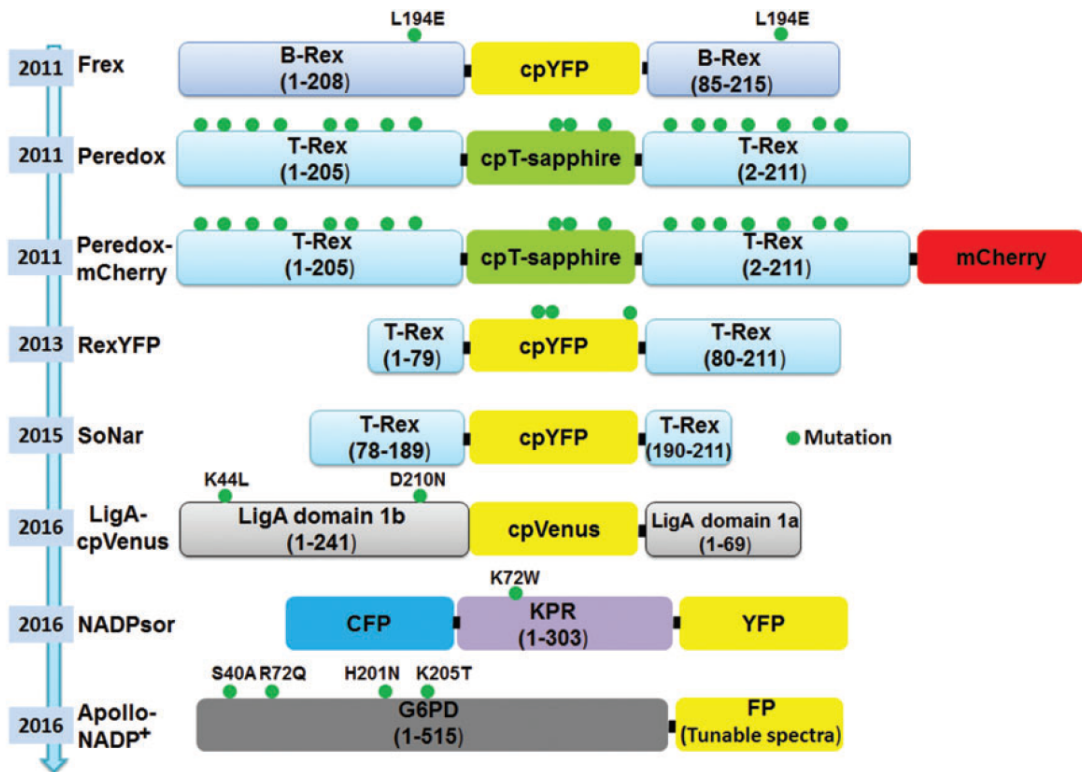 L194E L194E
2011 Frex B-Rex cpYFP B-Rex
(1-208) (85-215)
2011 Peredox T-Rex cpT-sapphire T-Rex
(1-205) (2-211)
2011 Peredox- T-Rex cpT-sapphire T-Rex mCherry
mCherry (1-205) (2-211)
2013 RexYFP T-Rex cpYFP T-Rex
(1-79) (80-211)
2015 SoNar T-Rex cpYFP T-Rex Mutation
(78-189) (190-211)
K44L D210N
2016 LigA- LigA domain 1b cpVenus LigA domain 1a
cpVenus (1-241) (1-69)
K72W
2016 NADPsor CFP KPR YFP
(1-303)
S40A R72Q H201N K205T
2016 Apollo- G6PD FP
NADP+ (1-515) (Tunable spectra)